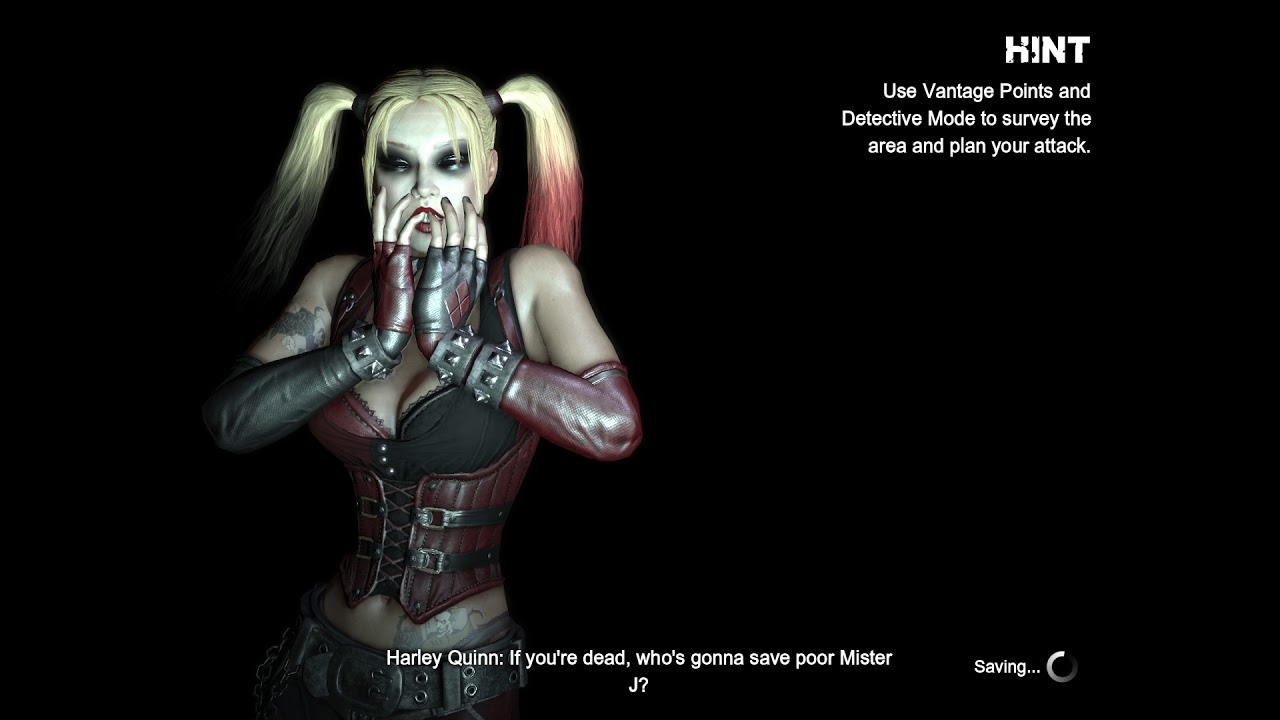 HINT
Use Vantage Points and
Detective Mode to survey the
area and plan your attack.
Harley Quinn: If you're dead, who's gonna save poor Mister
J?
Saving...